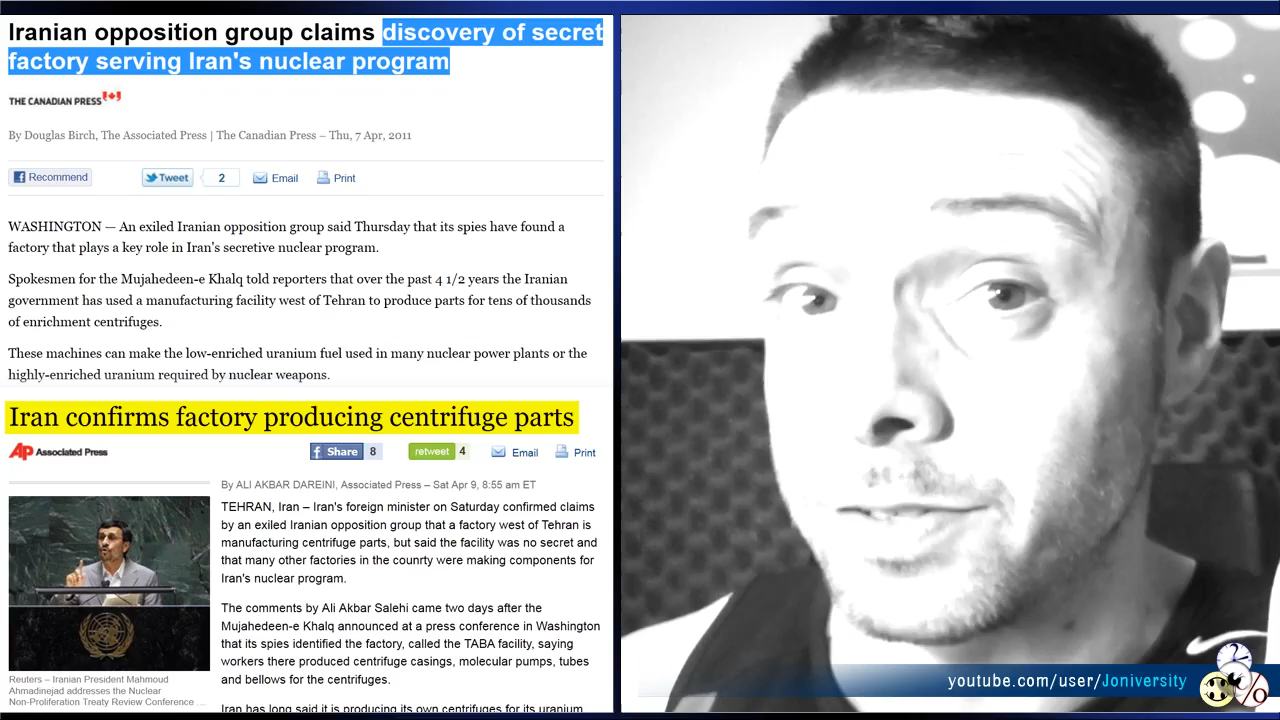 Iranian opposition group claims discovery of secret
factory serving Iran's nuclear program
THE CANADIAN PRESS
By Douglas Birch, The Associated Press | The Canadian Press – Thu, 7 Apr, 2011
Recommend Tweet 2 Email Print
WASHINGTON — An exiled Iranian opposition group said Thursday that its spies have found a
factory that plays a key role in Iran's secretive nuclear program.
Spokesmen for the Mujahedeen-e Khalq told reporters that over the past 4 1/2 years the Iranian
government has used a manufacturing facility west of Tehran to produce parts for tens of thousands
of enrichment centrifuges.
These machines can make the low-enriched uranium fuel used in many nuclear power plants or the
highly-enriched uranium required by nuclear weapons.
Iran confirms factory producing centrifuge parts
AP Associated Press Share 8 retweet 4 Email Print
By ALI AKBAR DAREINI, Associated Press – Sat Apr 9, 8:55 am ET
TEHRAN, Iran – Iran's foreign minister on Saturday confirmed claims
by an exiled Iranian opposition group that a factory west of Tehran is
manufacturing centrifuge parts, but said the facility was no secret and
that many other factories in the counrty were making components for
Iran's nuclear program.
The comments by Ali Akbar Salehi came two days after the
Mujahedeen-e Khalq announced at a press conference in Washington
that its spies identified the factory, called the TABA facility, saying
workers there produced centrifuge casings, molecular pumps, tubes
and bellows for the centrifuges.
Iran has long said it is producing its own centrifuges for its uranium
Reuters – Iranian President Mahmoud
Ahmadinejad addresses the Nuclear
Non-Proliferation Treaty Review Conference ...
youtube.com/user/Joniversity
? %